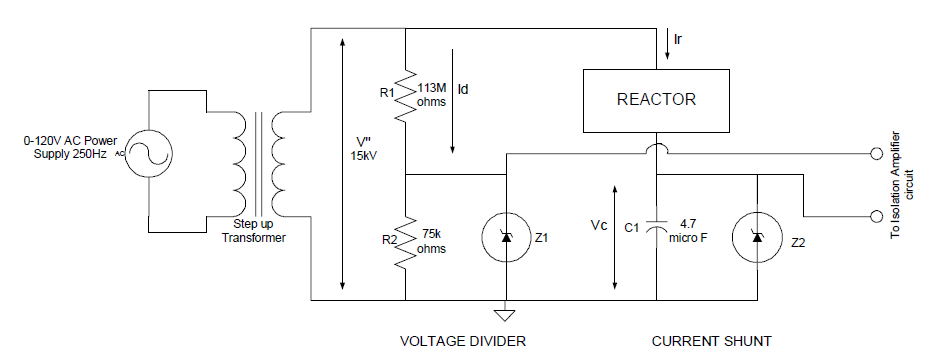 0-120V AC Power
Supply 250Hz
AC
Step up
Transformer
V"
15kV
R1
113M
ohms
Id
R2
75k
ohms
Z1
Ir
REACTOR
Vc
C1
4.7
micro F
Z2
To Isolation Amplifier
circuit
VOLTAGE DIVIDER
CURRENT SHUNT